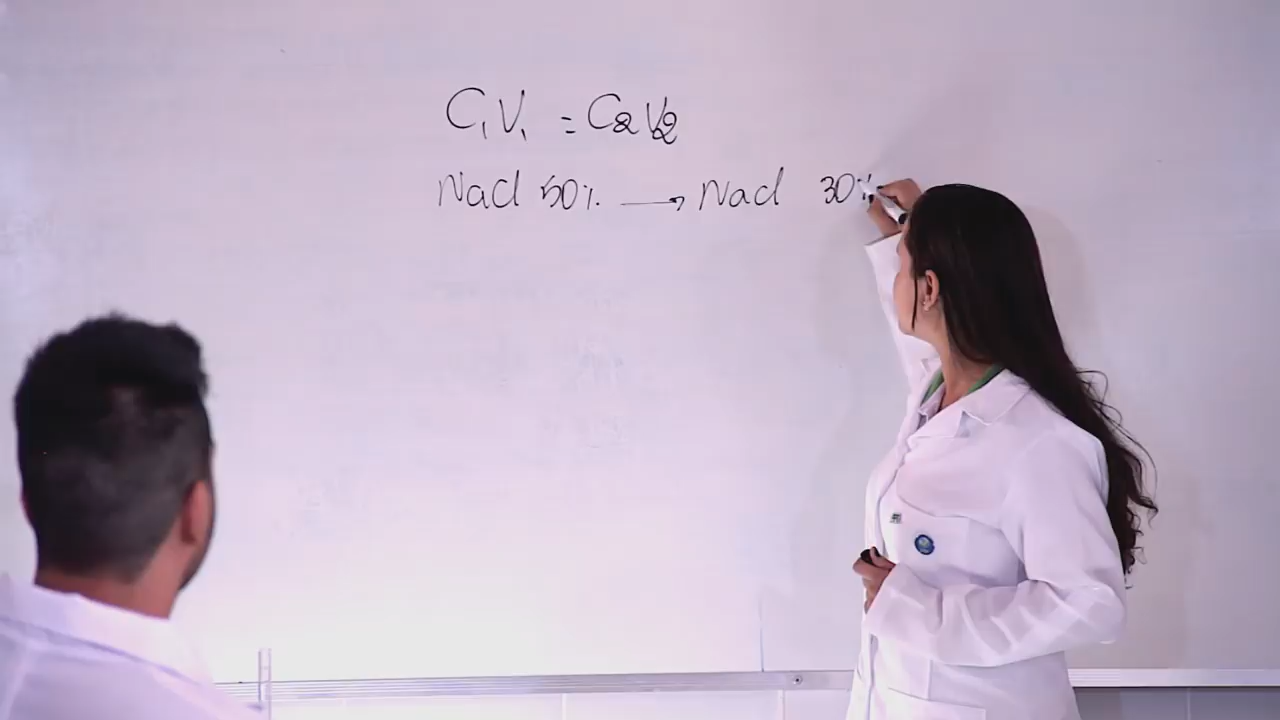 C₁V₁ = C₂V₂
Nacl 50% → Nacl 30%